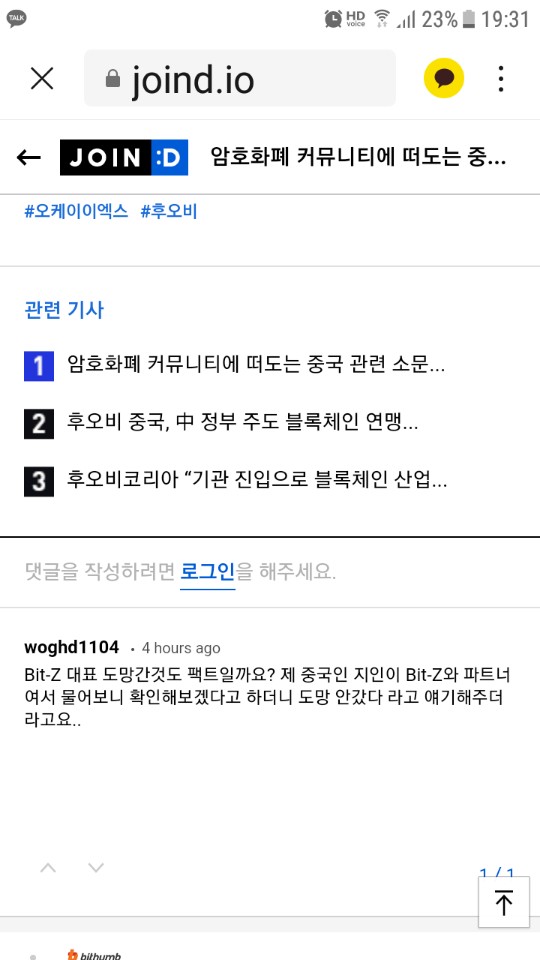 TALK
HD voice 23% 19:31
joind.io
JOIN :D 암호화폐 커뮤니티에 떠도는 중...
#오케이이엑스 #후오비
관련 기사
1 암호화폐 커뮤니티에 떠도는 중국 관련 소문...
2 후오비 중국, 中 정부 주도 블록체인 연맹...
3 후오비코리아 “기관 진입으로 블록체인 산업...
댓글을 작성하려면 로그인을 해주세요.
woghd1104 • 4 hours ago
Bit-Z 대표 도망간것도 팩트일까요? 제 중국인 지인이 Bit-Z와 파트너
여서 물어보니 확인해보겠다고 하더니 도망 안갔다 라고 얘기해주더
라고요..
1 / 1
bithumb